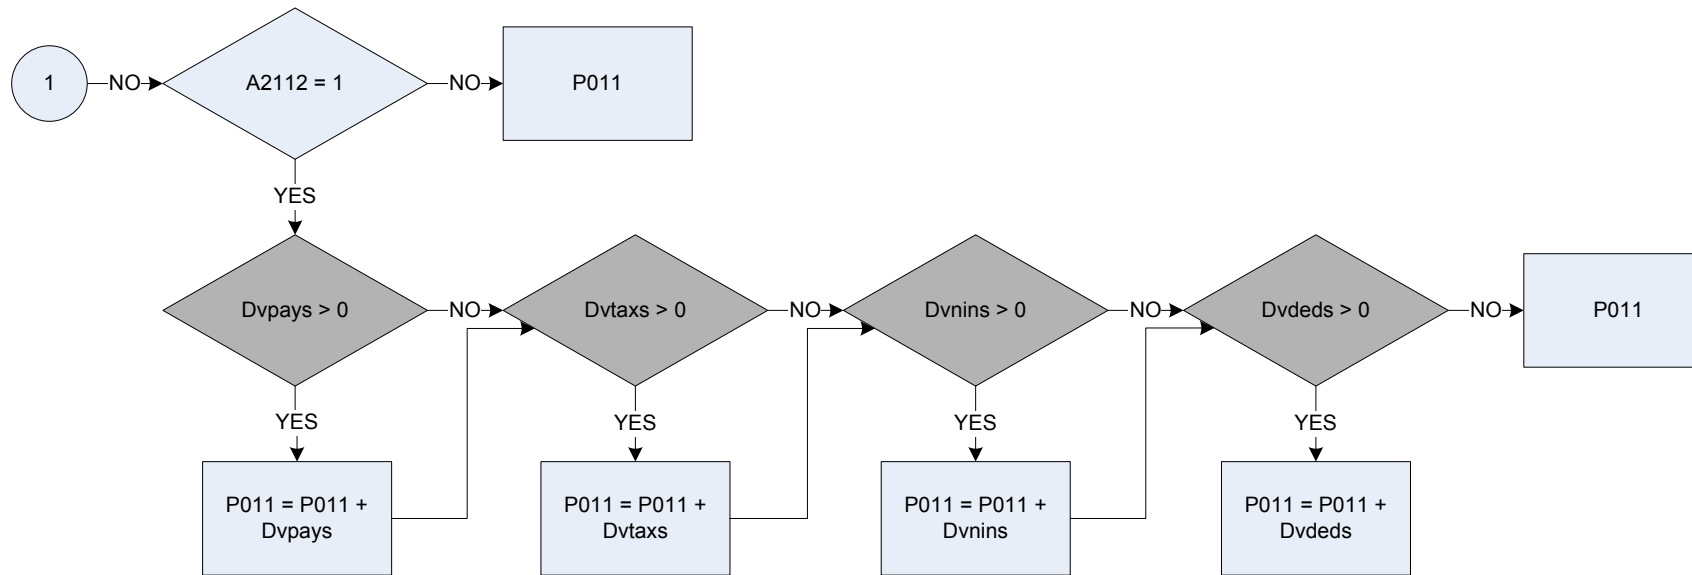 1
NO
A2112 = 1
NO
P011
YES
Dvpays > 0
NO
Dvtaxs > 0
NO
Dvnins > 0
NO
Dvdeds > 0
NO
P011
YES
YES
YES
YES
P011 = P011 +
Dvpays
P011 = P011 +
Dvtaxs
P011 = P011 +
Dvnins
P011 = P011 +
Dvdeds